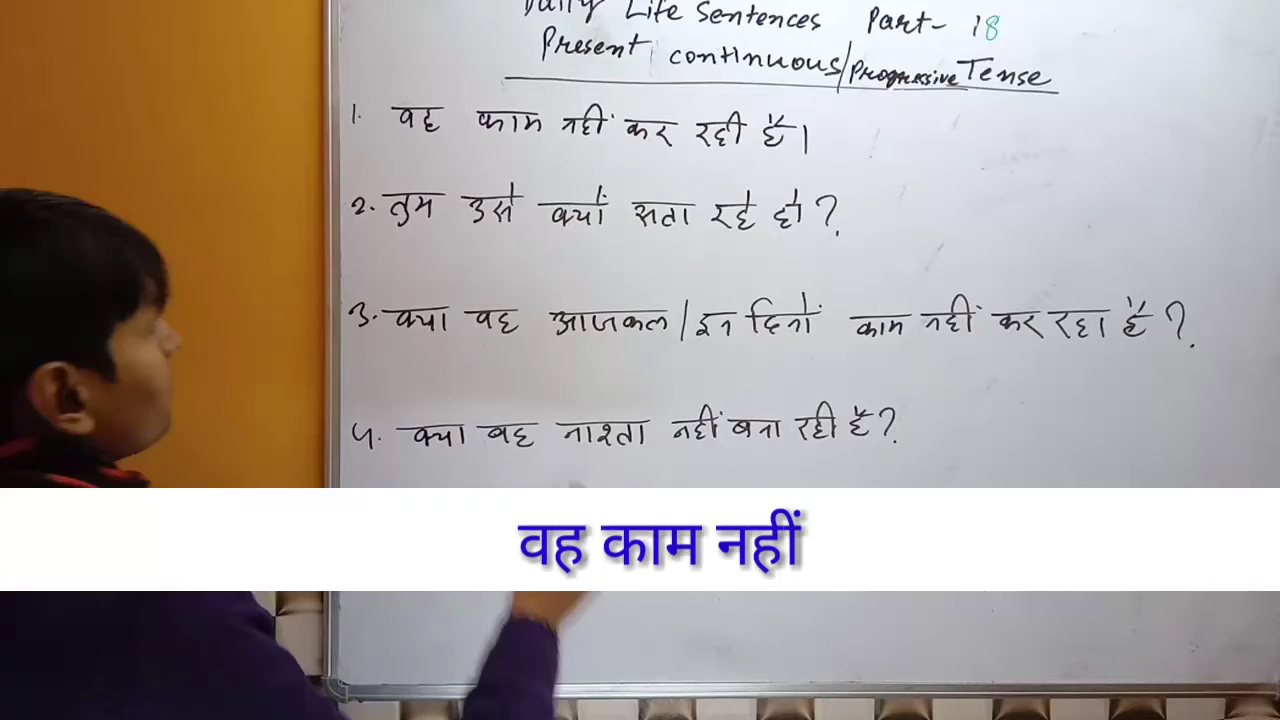 Daily Life Sentences Part- 18
Present continuous/Progressive Tense
1. वह काम नहीं कर रही है।
2. तुम उसे क्यों सता रहे हो?
3. क्या वह आजकल/इन दिनों काम नहीं कर रहा है?
4. क्या वह नाश्ता नहीं बना रही है?
वह काम नहीं